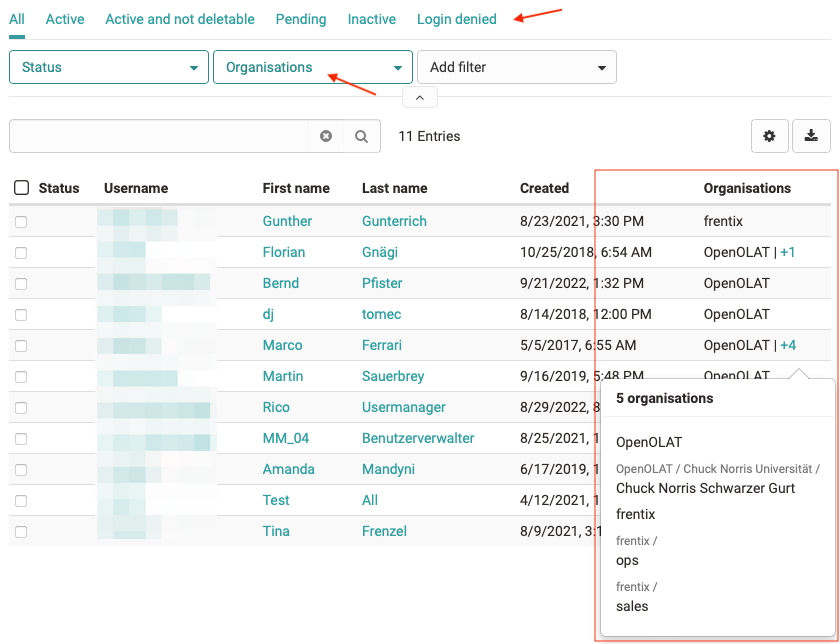 All Active Active and not deletable Pending Inactive Login denied
Status Organisations Add filter
11 Entries
Status Username First name Last name Created Organisations
Gunther Gunterrich 8/23/2021, 3:30 PM frentix
Florian Gnägi 10/25/2018, 6:54 AM OpenOLAT | +1
Bernd Pfister 9/21/2022, 1:32 PM OpenOLAT
dj tomec 8/14/2018, 12:00 PM OpenOLAT
Marco Ferrari 5/5/2017, 6:55 AM OpenOLAT | +4
Martin Sauerbrey 9/16/2019, 5:48 PM OpenOLAT
Rico Usermanager 8/29/2022, 8
MM_04 Benutzerverwalter 8/25/2021, 1
Amanda Mandyni 6/17/2019, 1
Test All 4/12/2021, 1
Tina Frenzel 8/9/2021, 3:1
5 organisations
OpenOLAT
OpenOLAT / Chuck Norris Universität /
Chuck Norris Schwarzer Gurt
frentix
frentix /
ops
frentix /
sales